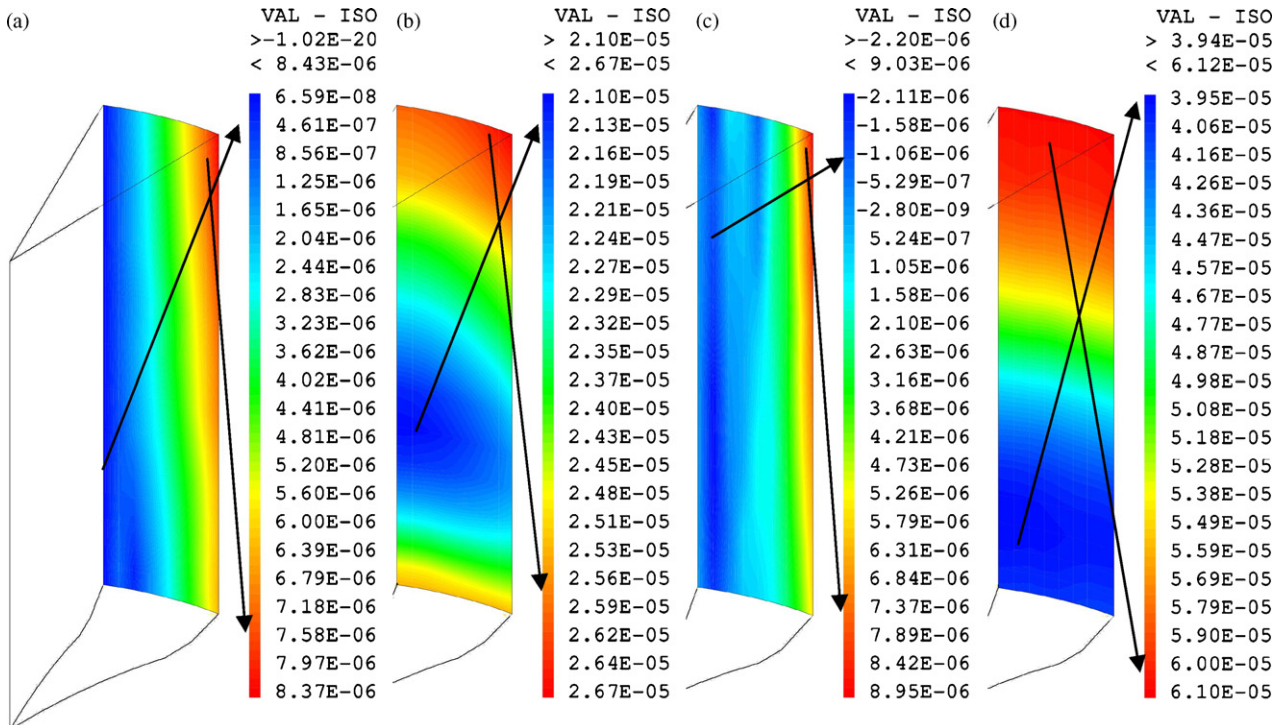 (a)
VAL - ISO
>-1.02E-20
< 8.43E-06
6.59E-08
4.61E-07
8.56E-07
1.25E-06
1.65E-06
2.04E-06
2.44E-06
2.83E-06
3.23E-06
3.62E-06
4.02E-06
4.41E-06
4.81E-06
5.20E-06
5.60E-06
6.00E-06
6.39E-06
6.79E-06
7.18E-06
7.58E-06
7.97E-06
8.37E-06
(b)
VAL - ISO
> 2.10E-05
< 2.67E-05
2.10E-05
2.13E-05
2.16E-05
2.19E-05
2.21E-05
2.24E-05
2.27E-05
2.29E-05
2.32E-05
2.35E-05
2.37E-05
2.40E-05
2.43E-05
2.45E-05
2.48E-05
2.51E-05
2.53E-05
2.56E-05
2.59E-05
2.62E-05
2.64E-05
2.67E-05
(c)
VAL - ISO
>-2.20E-06
< 9.03E-06
-2.11E-06
-1.58E-06
-1.06E-06
-5.29E-07
-2.80E-09
5.24E-07
1.05E-06
1.58E-06
2.10E-06
2.63E-06
3.16E-06
3.68E-06
4.21E-06
4.73E-06
5.26E-06
5.79E-06
6.31E-06
6.84E-06
7.37E-06
7.89E-06
8.42E-06
8.95E-06
(d)
VAL - ISO
> 3.94E-05
< 6.12E-05
3.95E-05
4.06E-05
4.16E-05
4.26E-05
4.36E-05
4.47E-05
4.57E-05
4.67E-05
4.77E-05
4.87E-05
4.98E-05
5.08E-05
5.18E-05
5.28E-05
5.38E-05
5.49E-05
5.59E-05
5.69E-05
5.79E-05
5.90E-05
6.00E-05
6.10E-05